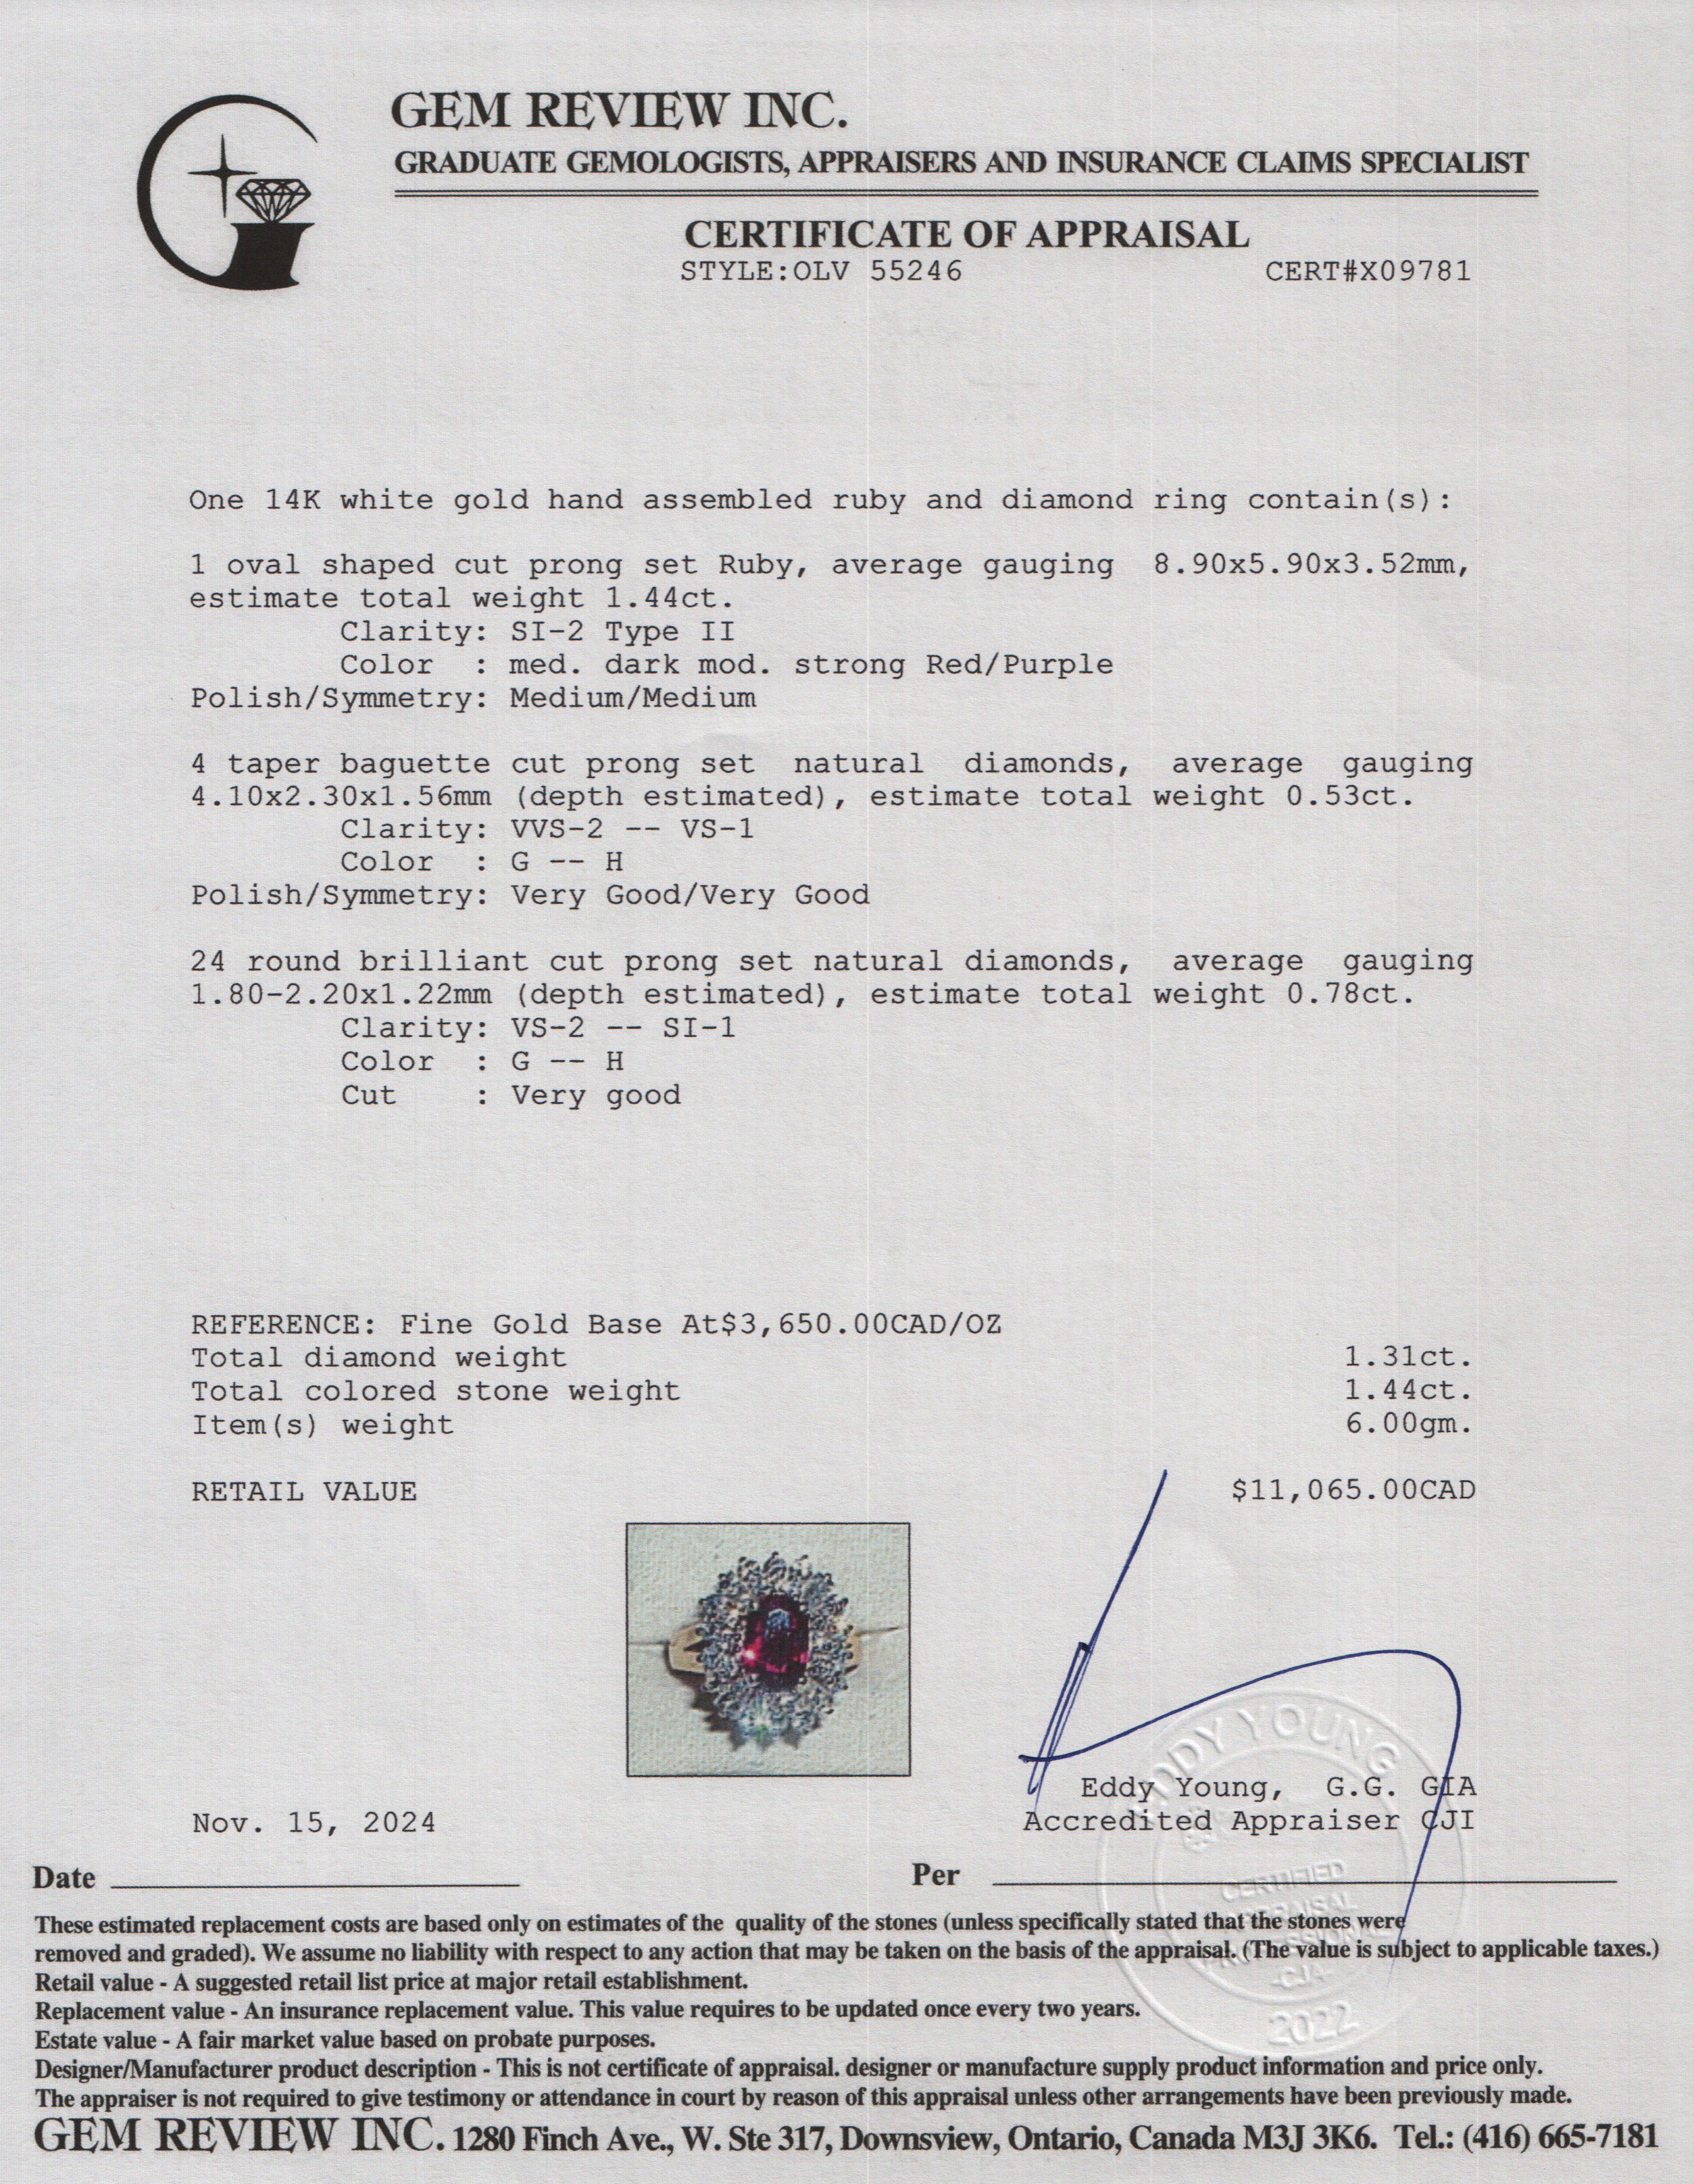 GEM REVIEW INC.
GRADUATE GEMOLOGISTS, APPRAISERS AND INSURANCE CLAIMS SPECIALIST
CERTIFICATE OF APPRAISAL
STYLE:OLV 55246 CERT#X09781
One 14K white gold hand assembled ruby and diamond ring contain(s):
1 oval shaped cut prong set Ruby, average gauging 8.90x5.90x3.52mm,
estimate total weight 1.44ct.
Clarity: SI-2 Type II
Color : med. dark mod. strong Red/Purple
Polish/Symmetry: Medium/Medium
4 taper baguette cut prong set natural diamonds, average gauging
4.10x2.30x1.56mm (depth estimated), estimate total weight 0.53ct.
Clarity: VVS-2 -- VS-1
Color : G -- H
Polish/Symmetry: Very Good/Very Good
24 round brilliant cut prong set natural diamonds, average gauging
1.80-2.20x1.22mm (depth estimated), estimate total weight 0.78ct.
Clarity: VS-2 -- SI-1
Color : G -- H
Cut : Very good
REFERENCE: Fine Gold Base At$3,650.00CAD/OZ
Total diamond weight 1.31ct.
Total colored stone weight 1.44ct.
Item(s) weight 6.00gm.
RETAIL VALUE $11,065.00CAD
EDDY YOUNG
Eddy Young, G.G. GIA
Nov. 15, 2024 Accredited Appraiser CJI
CERTIFIED
APPRAISAL
PROFESSIONAL
-CJA-
2022
Date Per
These estimated replacement costs are based only on estimates of the quality of the stones (unless specifically stated that the stones were
removed and graded). We assume no liability with respect to any action that may be taken on the basis of the appraisal. (The value is subject to applicable taxes.)
Retail value - A suggested retail list price at major retail establishment.
Replacement value - An insurance replacement value. This value requires to be updated once every two years.
Estate value - A fair market value based on probate purposes.
Designer/Manufacturer product description - This is not certificate of appraisal. designer or manufacture supply product information and price only.
The appraiser is not required to give testimony or attendance in court by reason of this appraisal unless other arrangements have been previously made.
GEM REVIEW INC. 1280 Finch Ave., W. Ste 317, Downsview, Ontario, Canada M3J 3K6. Tel.: (416) 665-7181